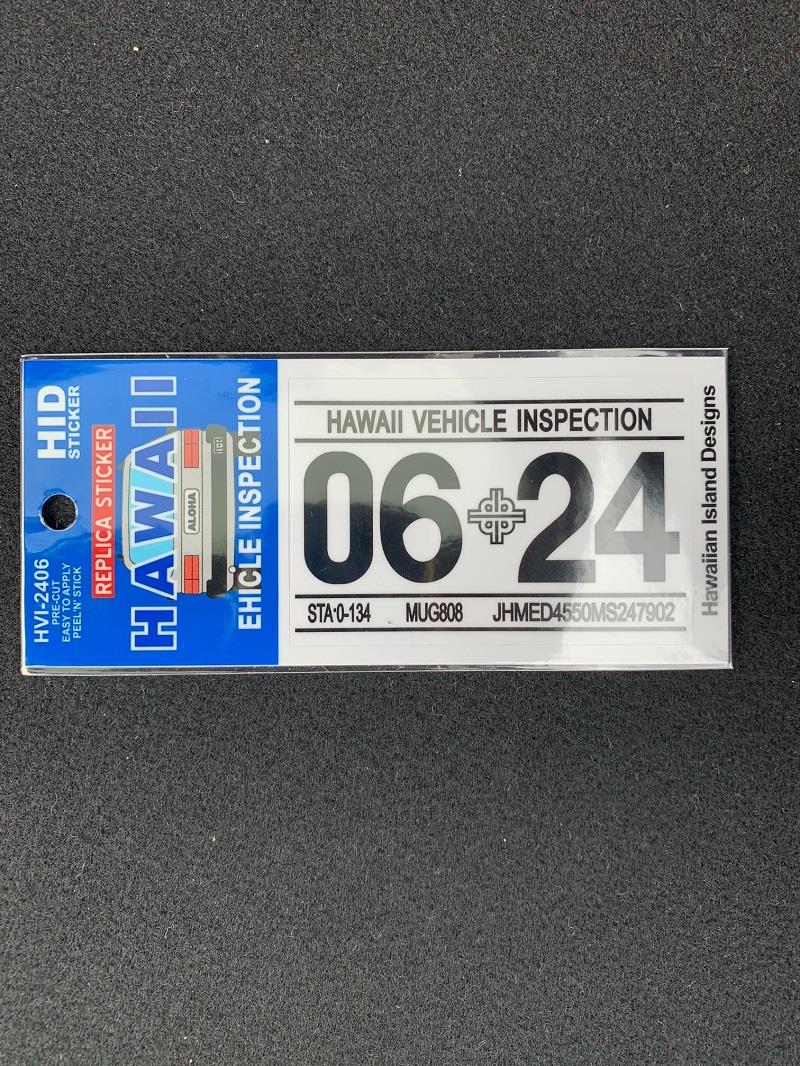 HID
STICKER
HVI-2406
PRE-CUT
EASY TO APPLY
PEEL'N' STICK
REPLICA STICKER
HAWAII
ALOHA
EHICLE INSPECTION
HAWAII VEHICLE INSPECTION
06 24
STA·0-134 MUG808 JHMED4550MS247902
Hawaiian Island Designs